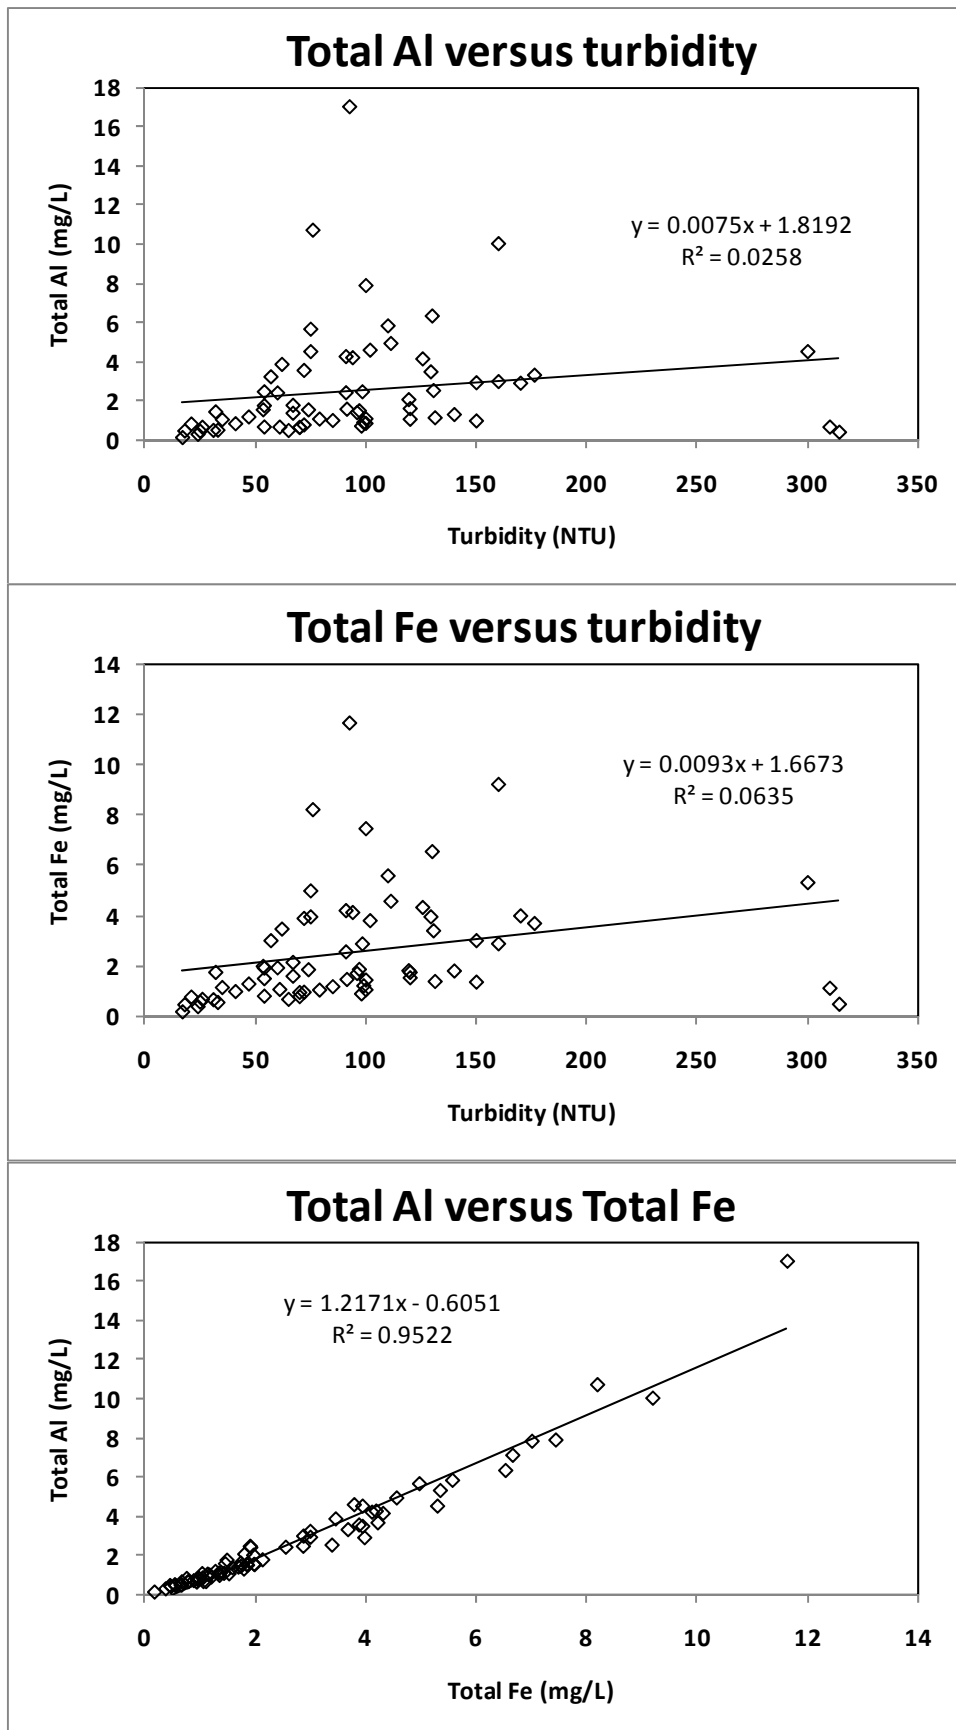 Total Al versus turbidity
18
16
14
12
10
8
6
4
2
0
Total Al (mg/L)
y = 0.0075x + 1.8192
R² = 0.0258
0 50 100 150 200 250 300 350
Turbidity (NTU)
Total Fe versus turbidity
14
12
10
8
6
4
2
0
Total Fe (mg/L)
y = 0.0093x + 1.6673
R² = 0.0635
0 50 100 150 200 250 300 350
Turbidity (NTU)
Total Al versus Total Fe
18
16
14
12
10
8
6
4
2
0
Total Al (mg/L)
y = 1.2171x - 0.6051
R² = 0.9522
0 2 4 6 8 10 12 14
Total Fe (mg/L)